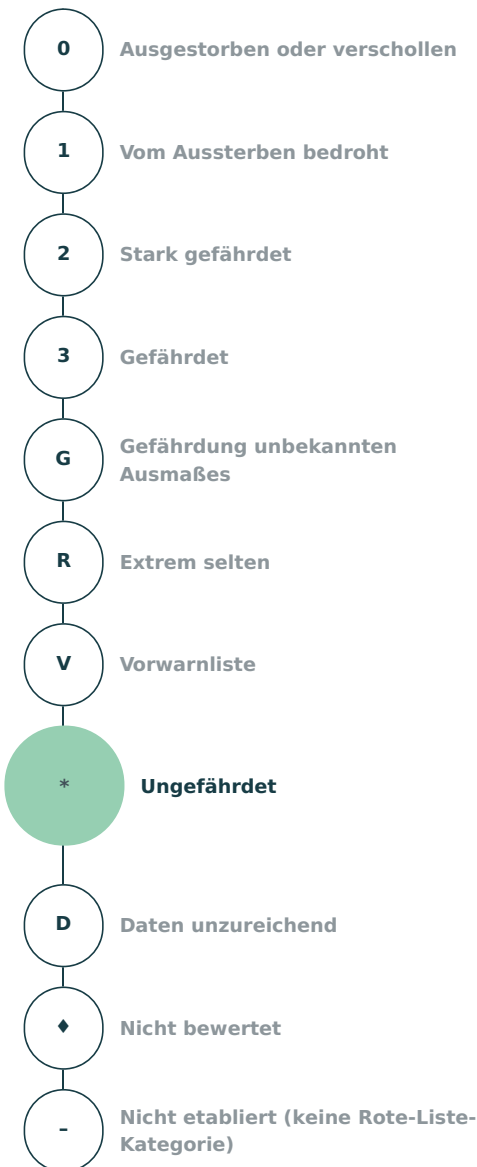 0 Ausgestorben oder verschollen
1 Vom Aussterben bedroht
2 Stark gefährdet
3 Gefährdet
G Gefährdung unbekannten
Ausmaßes
R Extrem selten
V Vorwarnliste
* Ungefährdet
D Daten unzureichend
♦ Nicht bewertet
– Nicht etabliert (keine Rote-Liste-
Kategorie)